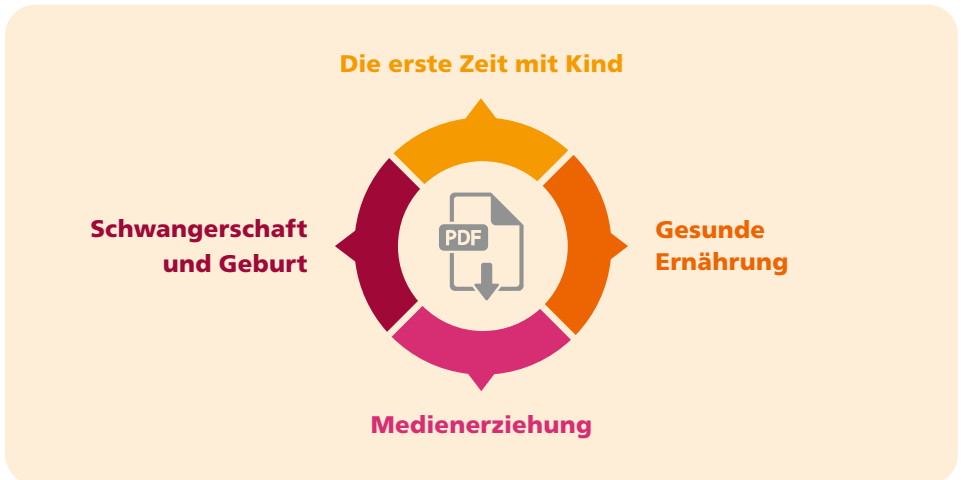 Die erste Zeit mit Kind
Schwangerschaft
und Geburt
PDF
Gesunde
Ernährung
Medienerziehung